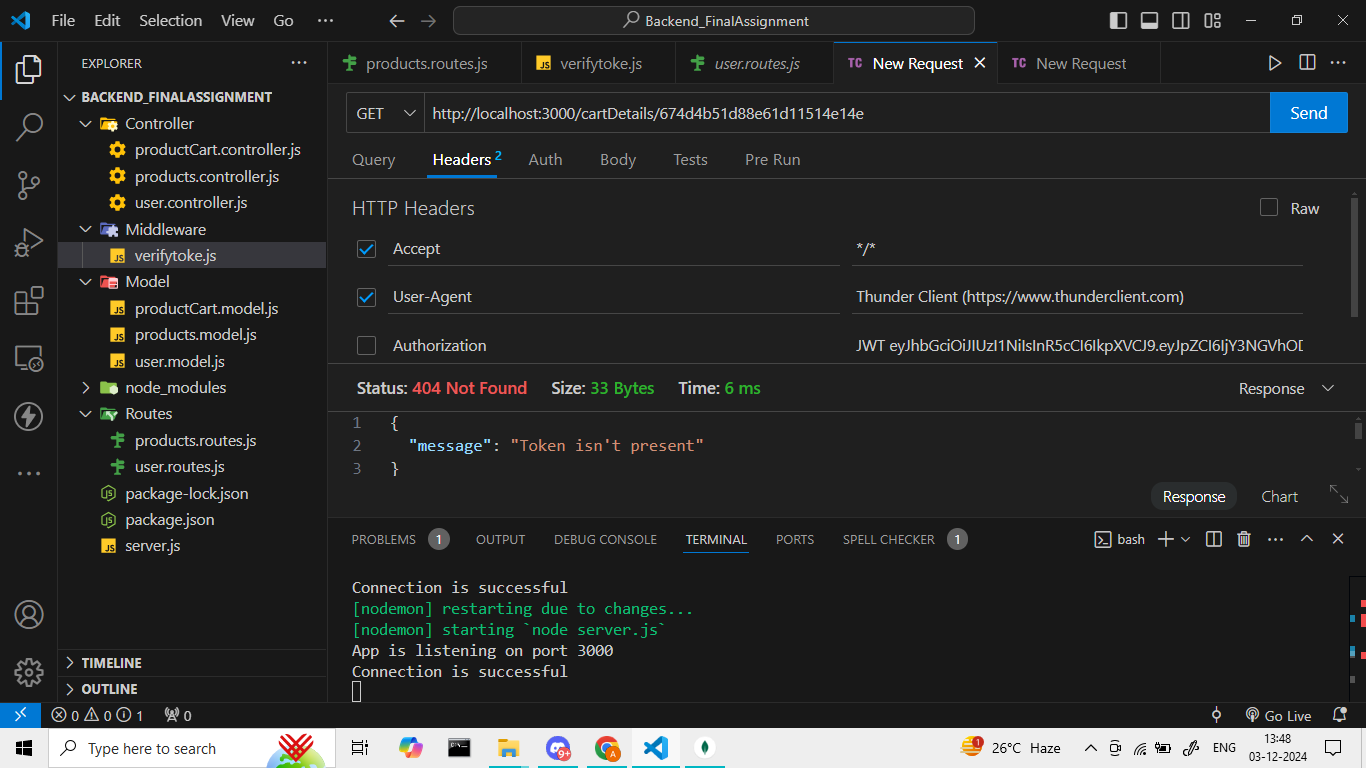 File Edit Selection View Go ··· Backend_FinalAssignment
EXPLORER ···
BACKEND_FINALASSIGNMENT
Controller
productCart.controller.js
products.controller.js
user.controller.js
Middleware
verifytoke.js
Model
productCart.model.js
products.model.js
user.model.js
node_modules
Routes
products.routes.js
user.routes.js
package-lock.json
package.json
server.js
TIMELINE
OUTLINE
products.routes.js verifytoke.js user.routes.js TC New Request TC New Request
GET http://localhost:3000/cartDetails/674d4b51d88e61d11514e14e Send
Query Headers 2 Auth Body Tests Pre Run
HTTP Headers Raw
Accept */*
User-Agent Thunder Client (https://www.thunderclient.com)
Authorization JWT
Status: 404 Not Found Size: 33 Bytes Time: 6 ms Response
1 {
2 "message": "Token isn't present"
3 }
Response Chart
PROBLEMS 1 OUTPUT DEBUG CONSOLE TERMINAL PORTS SPELL CHECKER 1 bash
Connection is successful
[nodemon] restarting due to changes...
[nodemon] starting `node server.js`
App is listening on port 3000
Connection is successful
0 0 1 0 Go Live
Type here to search 9+ A 1 26°C Haze ENG 13:48
03-12-2024